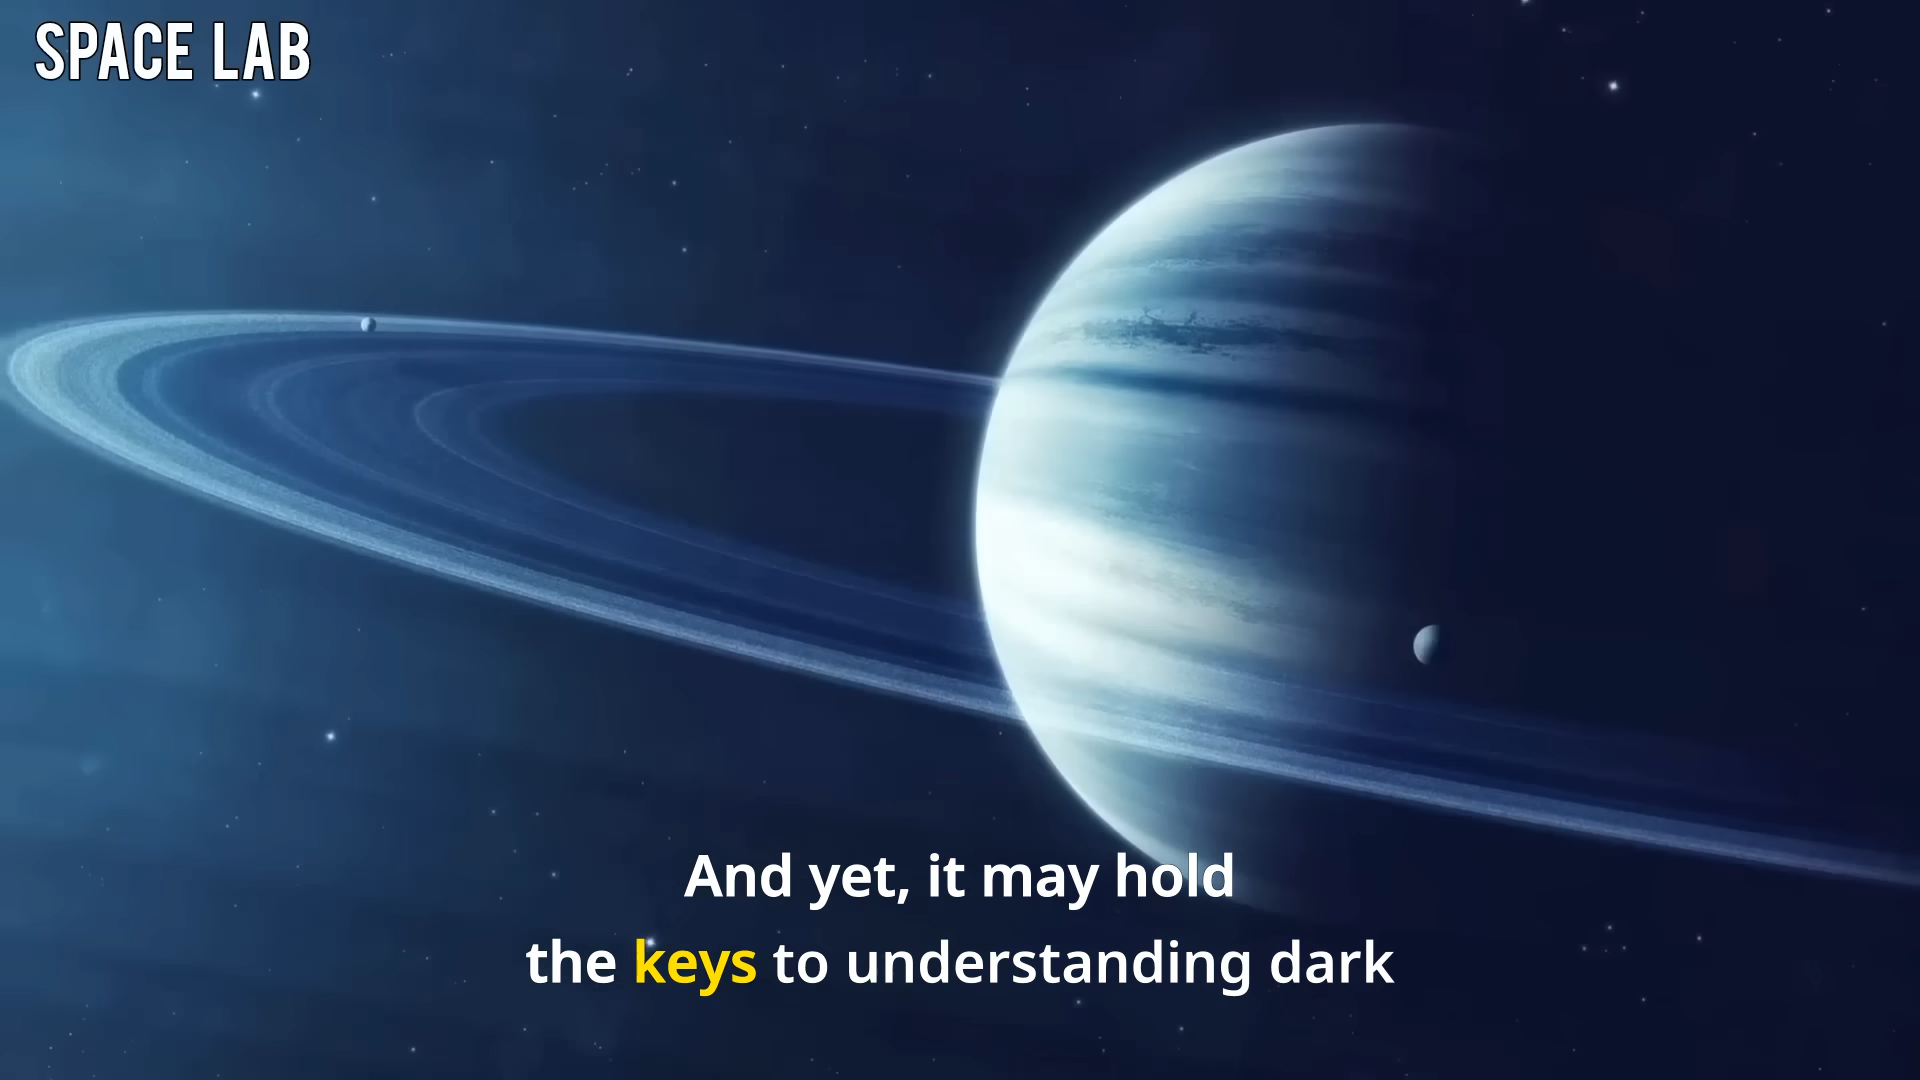 SPACE LAB
And yet, it may hold
the keys to understanding dark